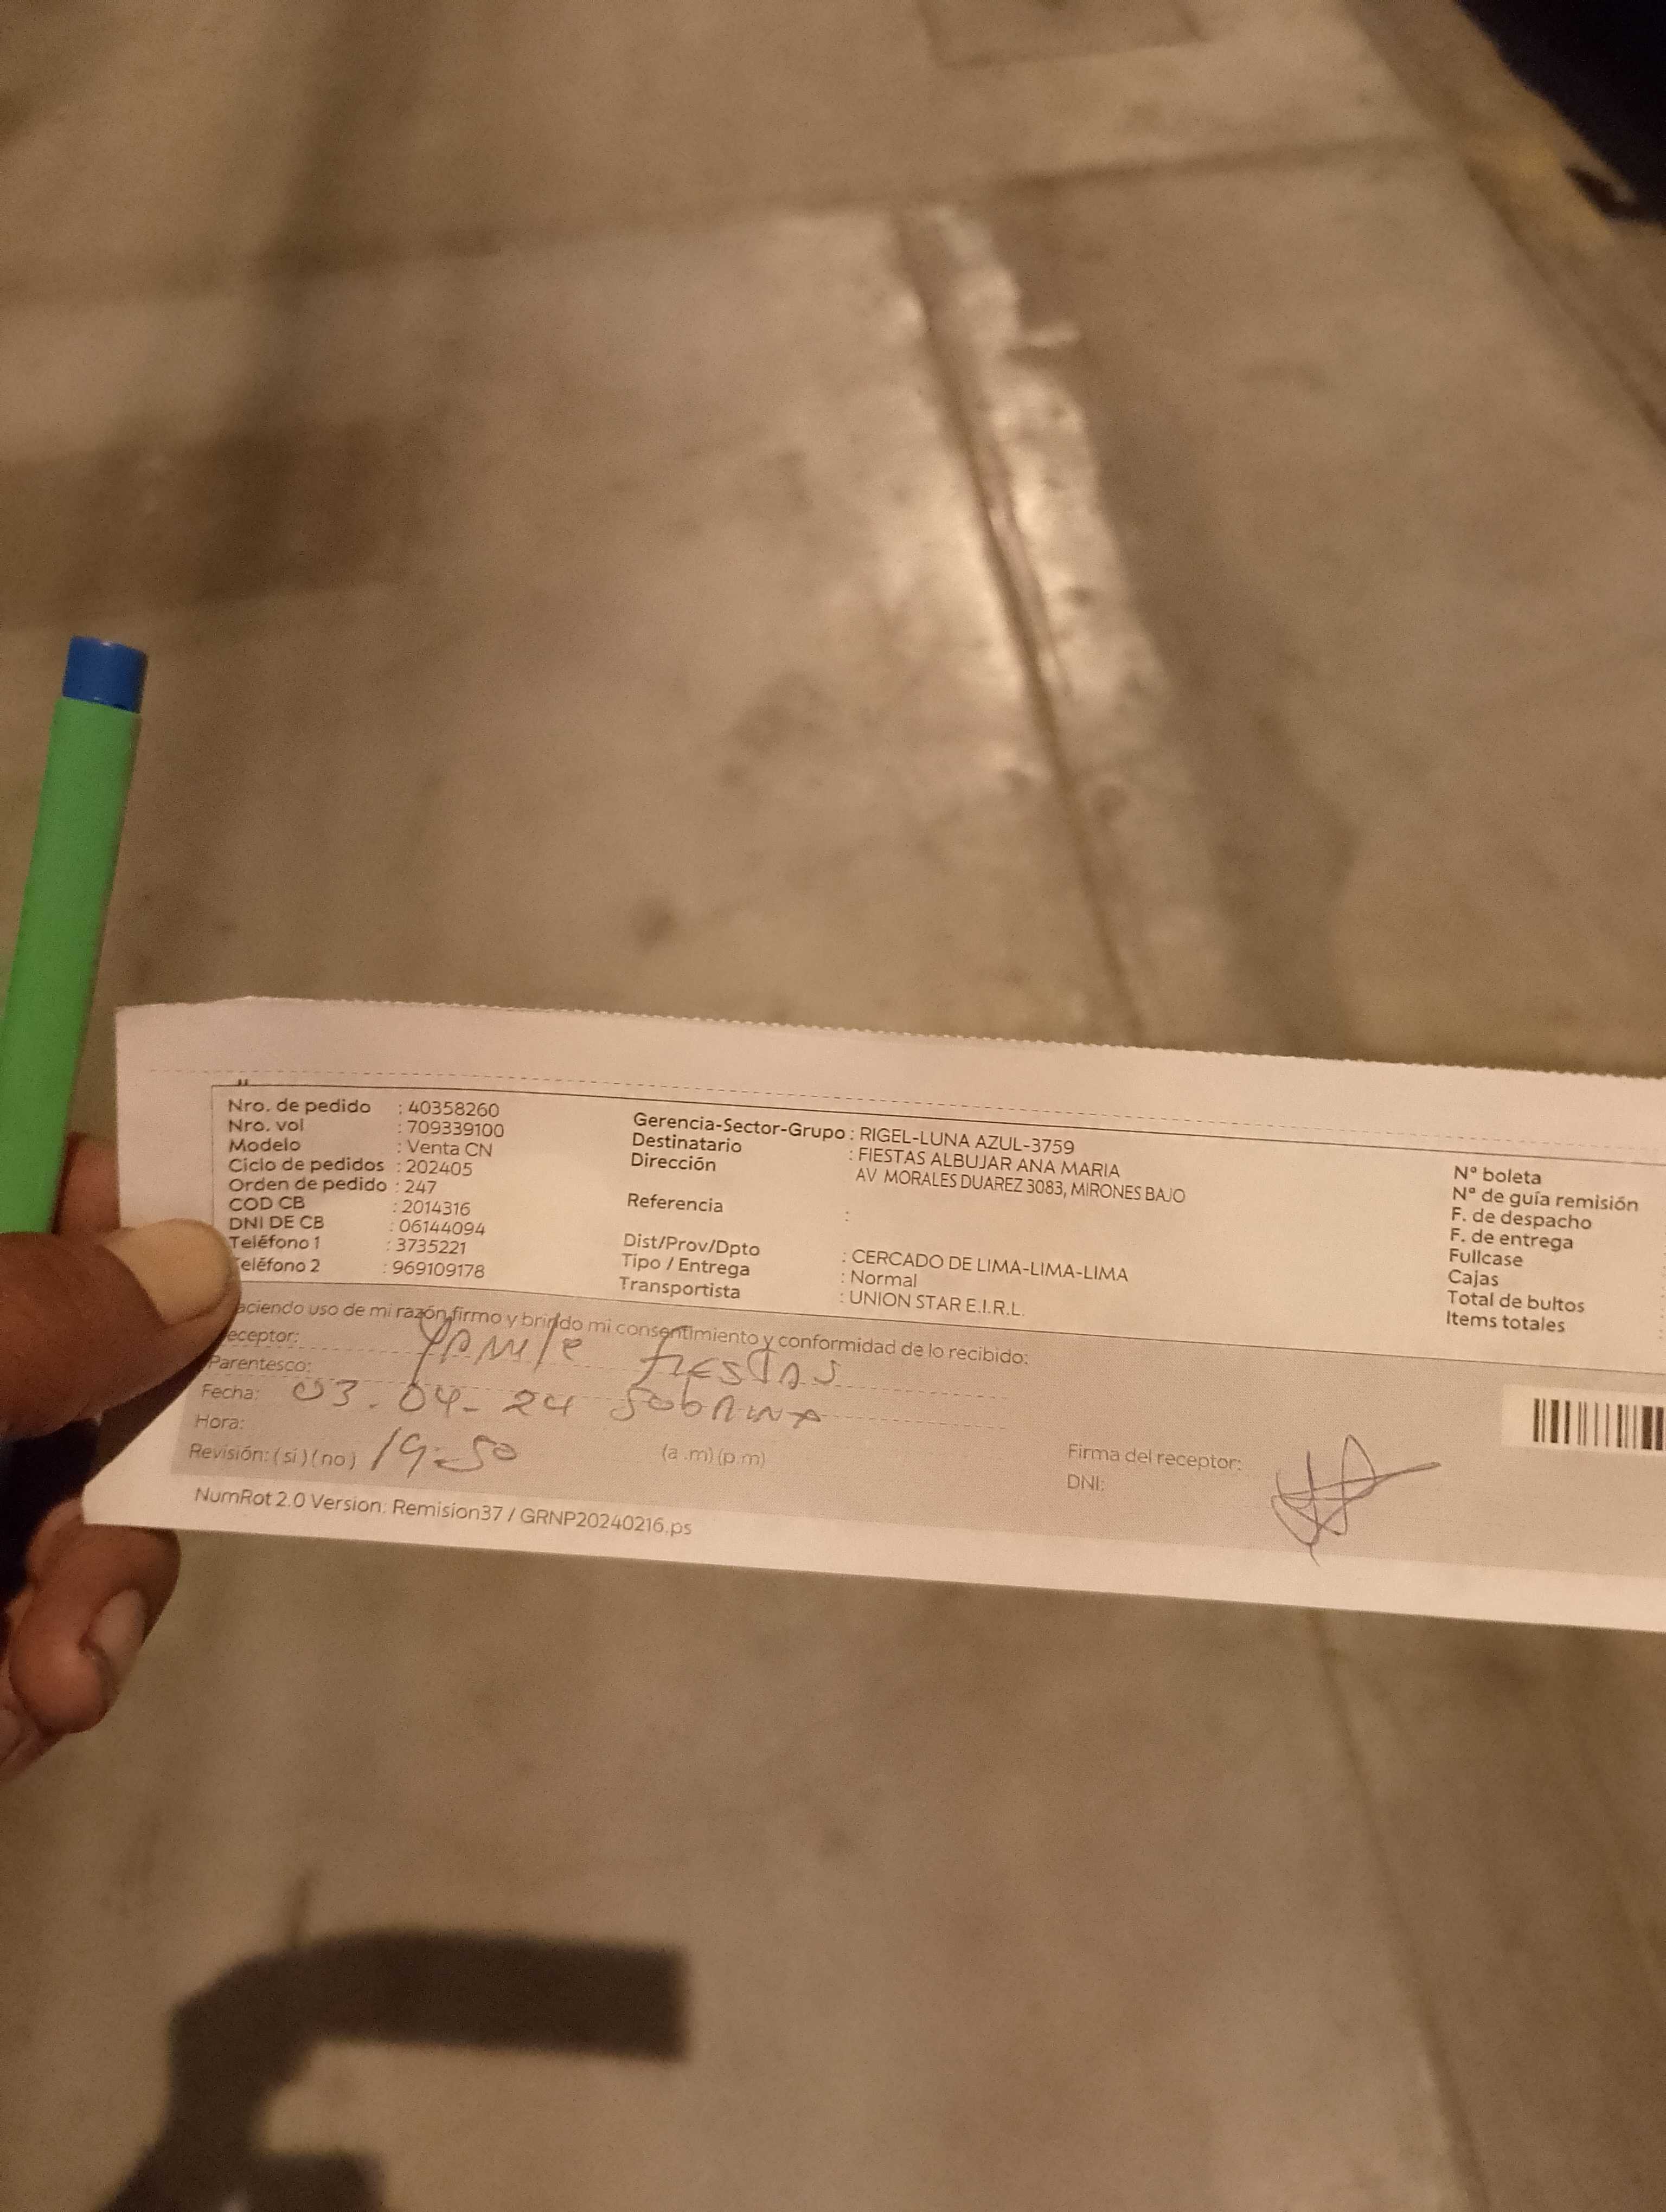 Nro. de pedido : 40358260
Nro. vol : 709339100
Modelo : Venta CN
Ciclo de pedidos : 202405
Orden de pedido : 247
COD CB : 2014316
DNI DE CB : 06144094
Teléfono 1 : 3735221
eléfono 2 : 969109178
Gerencia-Sector-Grupo : RIGEL-LUNA AZUL-3759
Destinatario : FIESTAS ALBUJAR ANA MARIA
Dirección AV MORALES DUAREZ 3083, MIRONES BAJO
Referencia :
Dist/Prov/Dpto : CERCADO DE LIMA-LIMA-LIMA
Tipo / Entrega : Normal
Transportista : UNION STAR E.I.R.L.
N° boleta
N° de guía remisión
F. de despacho
F. de entrega
Fullcase
Cajas
Total de bultos
Items totales
aciendo uso de mi razón, firmo y brindo mi consentimiento y conformidad de lo recibido:
eceptor: fiestas
Parentesco: sobrina
Fecha: 03-04-24
Hora: 19:50 (a.m) (p.m)
Revisión: (si) (no)
Firma del receptor:
DNI:
NumRot 2.0 Version: Remision37 / GRNP20240216.ps